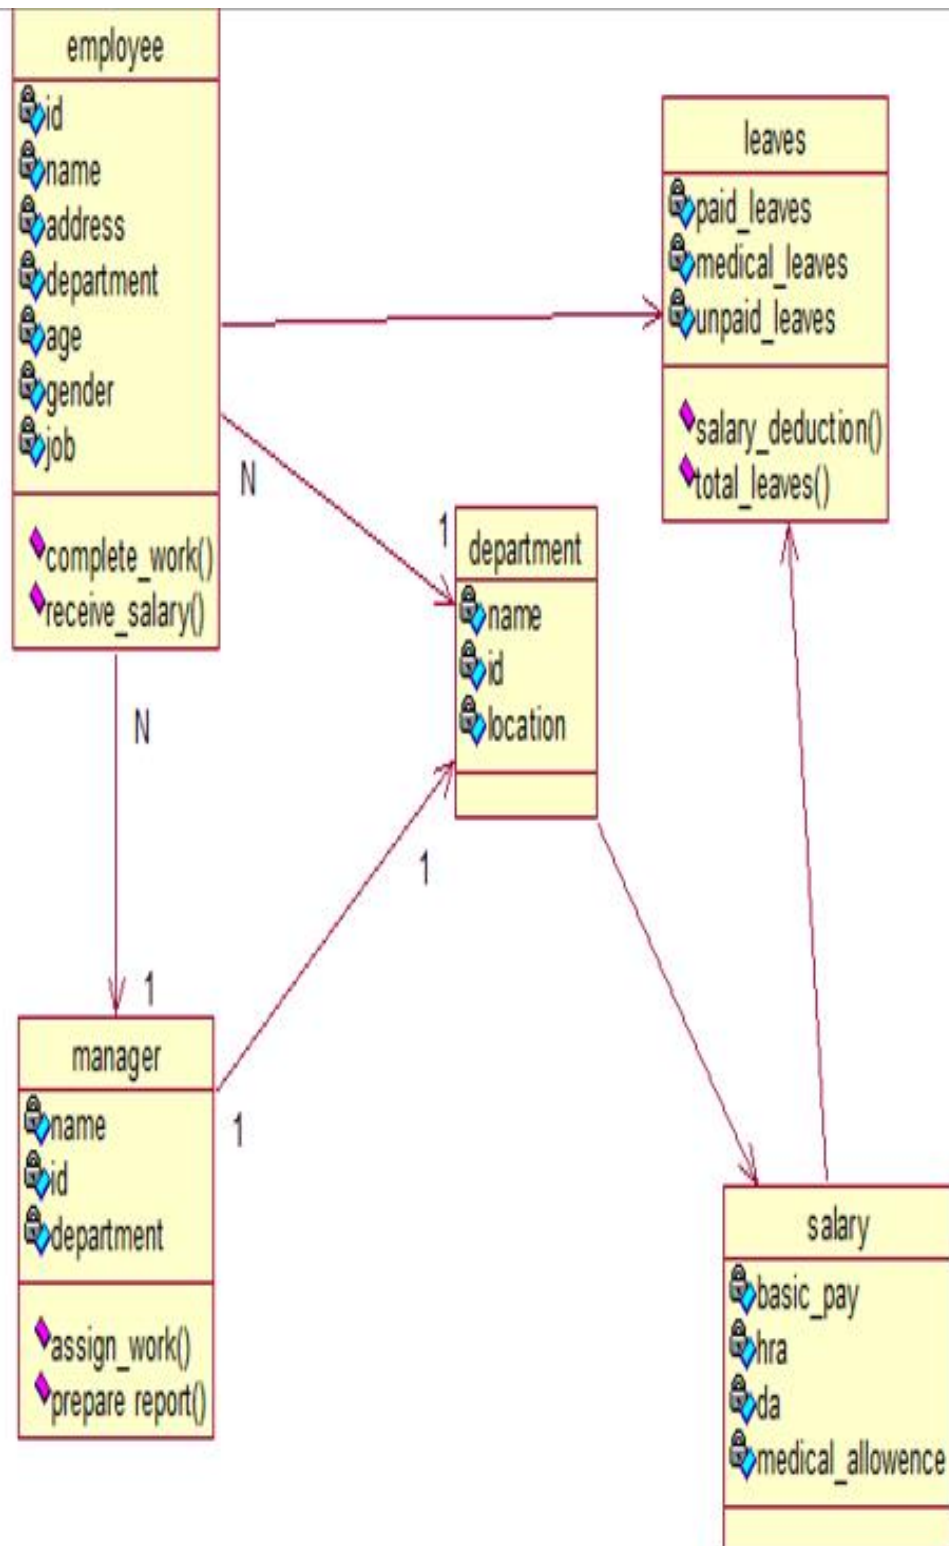 employee
id
name
address
department
age
gender
job
complete_work()
receive_salary()
leaves
paid_leaves
medical_leaves
unpaid_leaves
salary_deduction()
total_leaves()
N
1
department
name
id
location
N
1
1
1
manager
name
id
department
assign_work()
prepare report()
salary
basic_pay
hra
da
medical_allowence